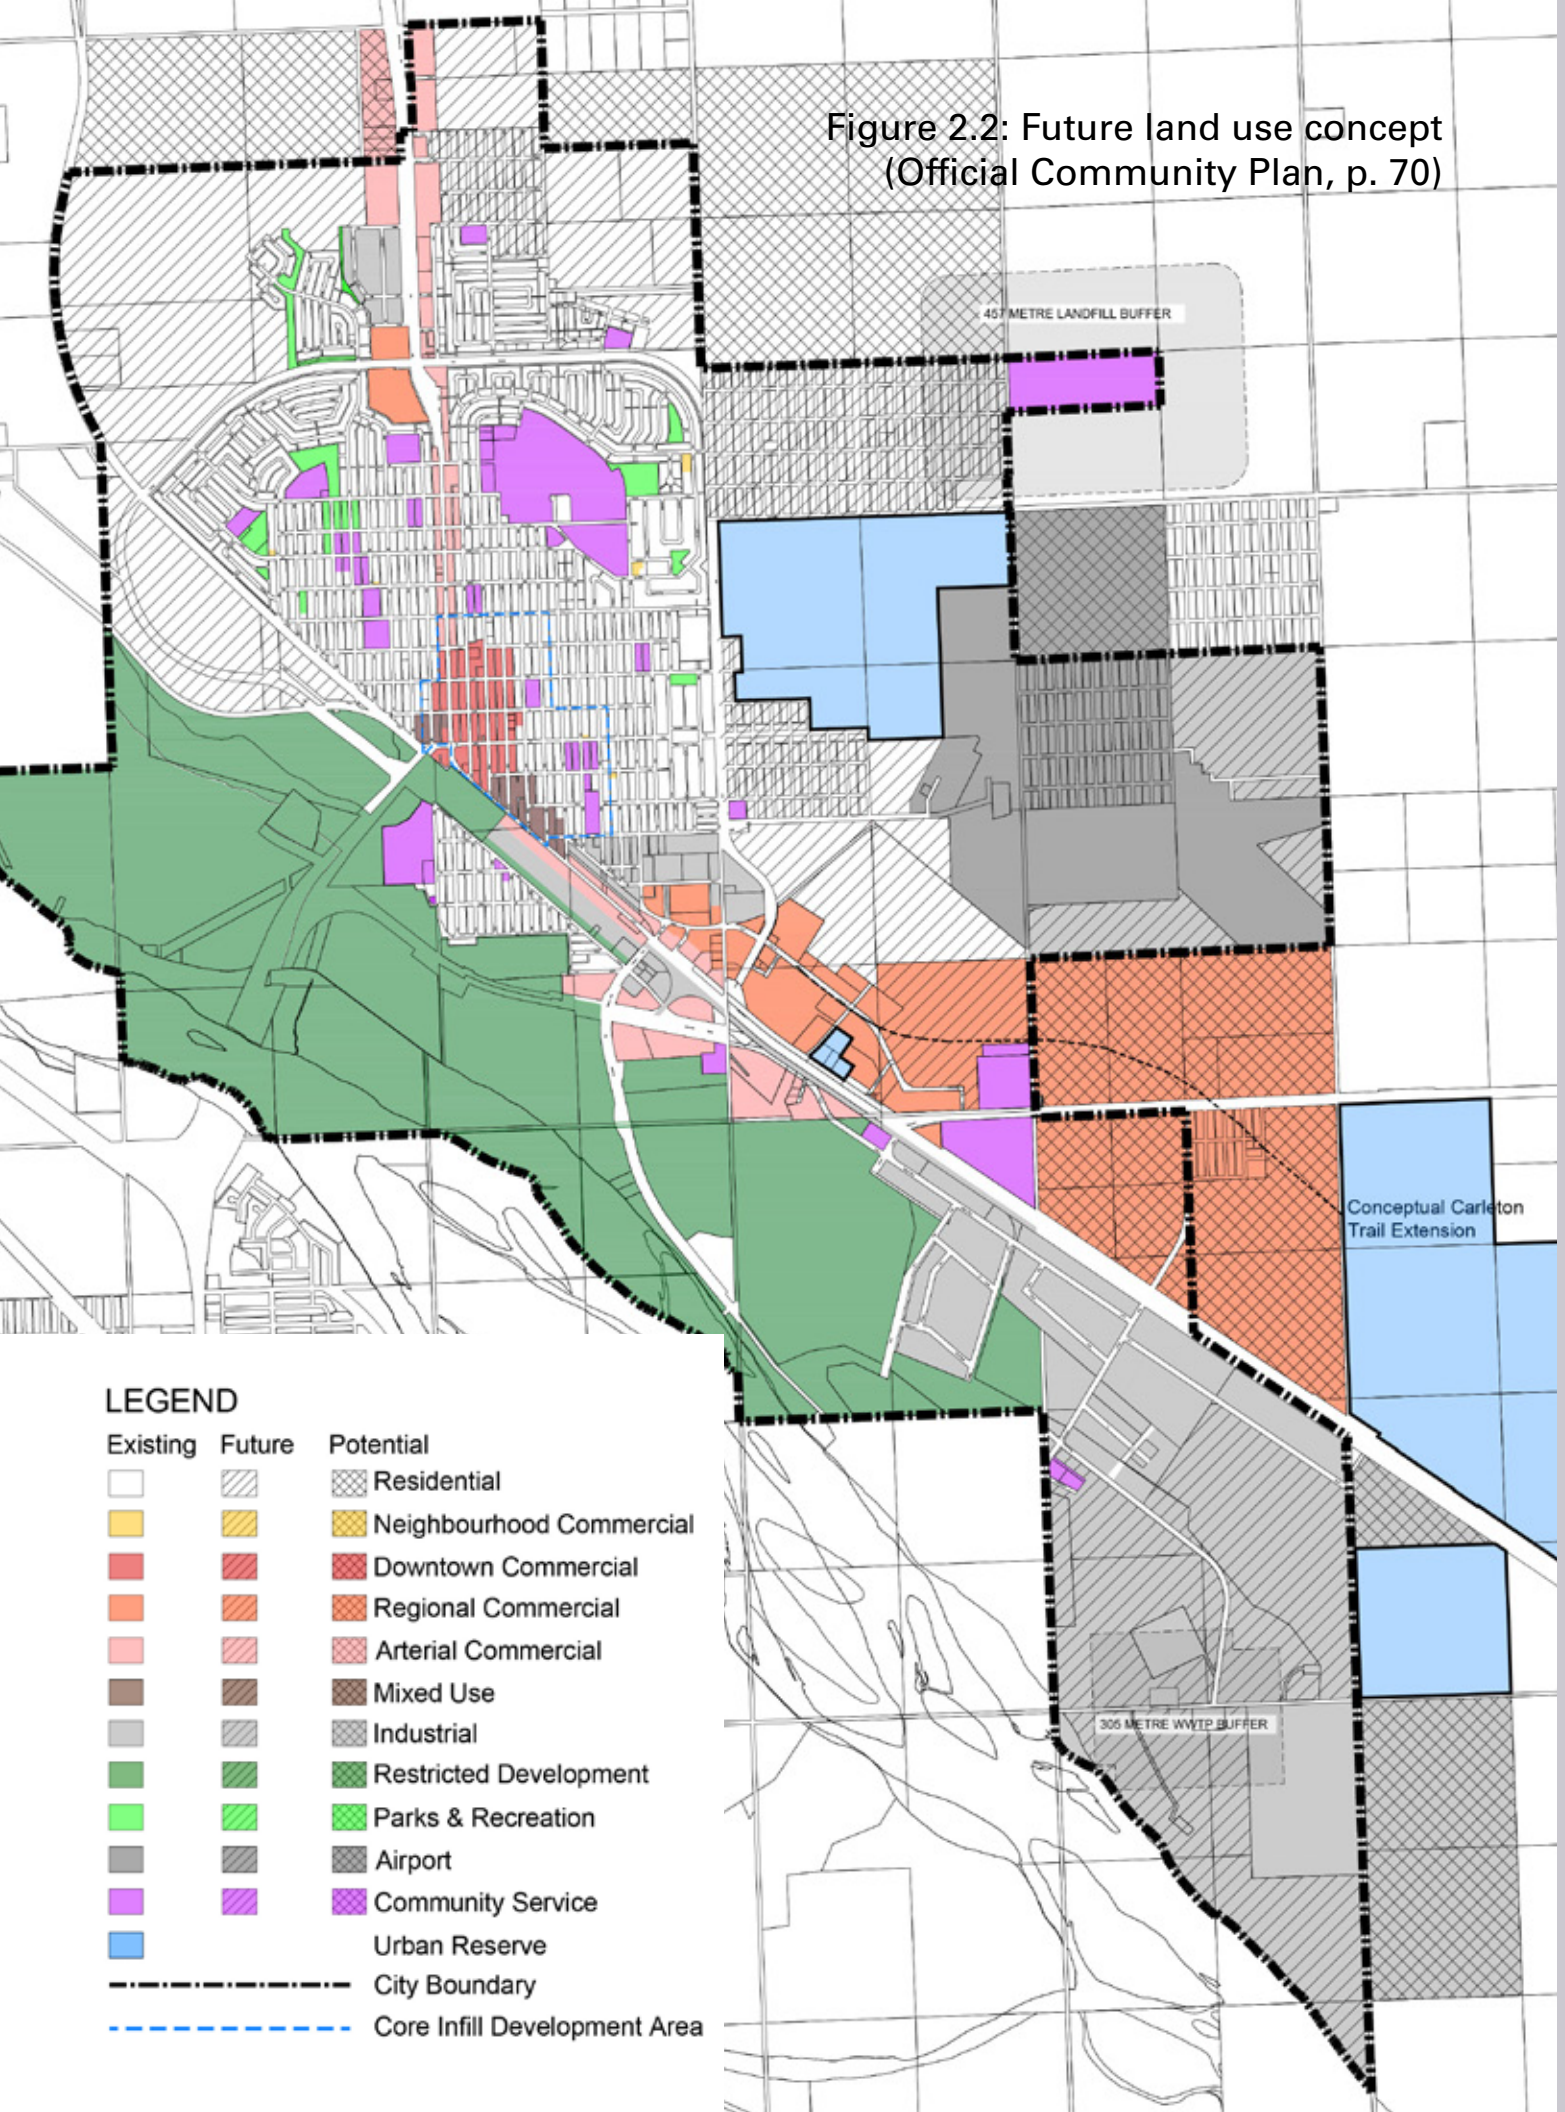 Figure 2.2: Future land use concept
(Official Community Plan, p. 70)
457 METRE LANDFILL BUFFER
Conceptual Carleton
Trail Extension
305 METRE WWTP BUFFER
LEGEND
Existing Future Potential
Residential
Neighbourhood Commercial
Downtown Commercial
Regional Commercial
Arterial Commercial
Mixed Use
Industrial
Restricted Development
Parks & Recreation
Airport
Community Service
Urban Reserve
City Boundary
Core Infill Development Area